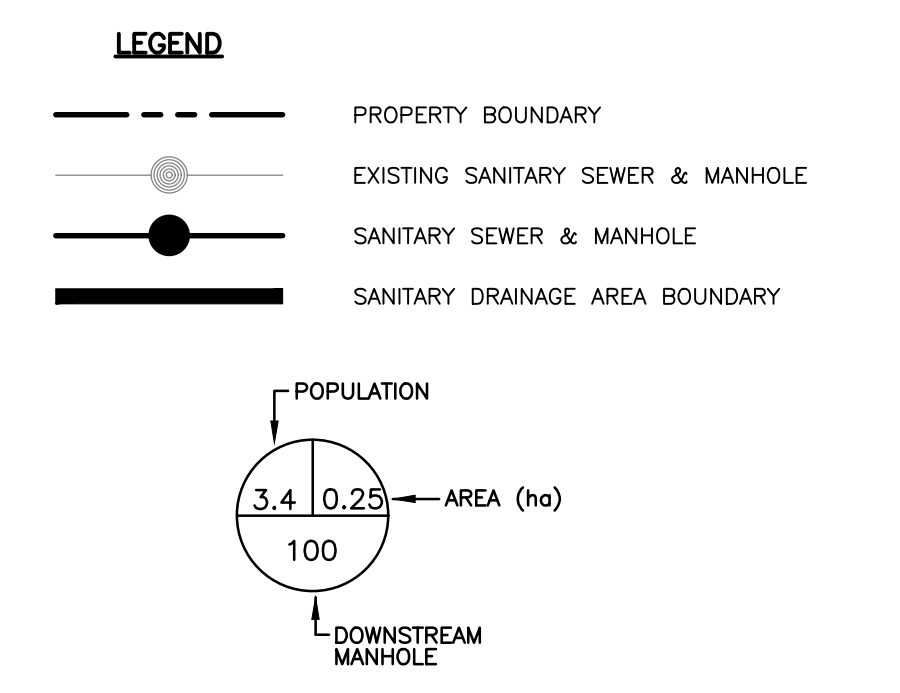 LEGEND
PROPERTY BOUNDARY
EXISTING SANITARY SEWER & MANHOLE
SANITARY SEWER & MANHOLE
SANITARY DRAINAGE AREA BOUNDARY
POPULATION
3.4 0.25
AREA (ha)
100
DOWNSTREAM
MANHOLE